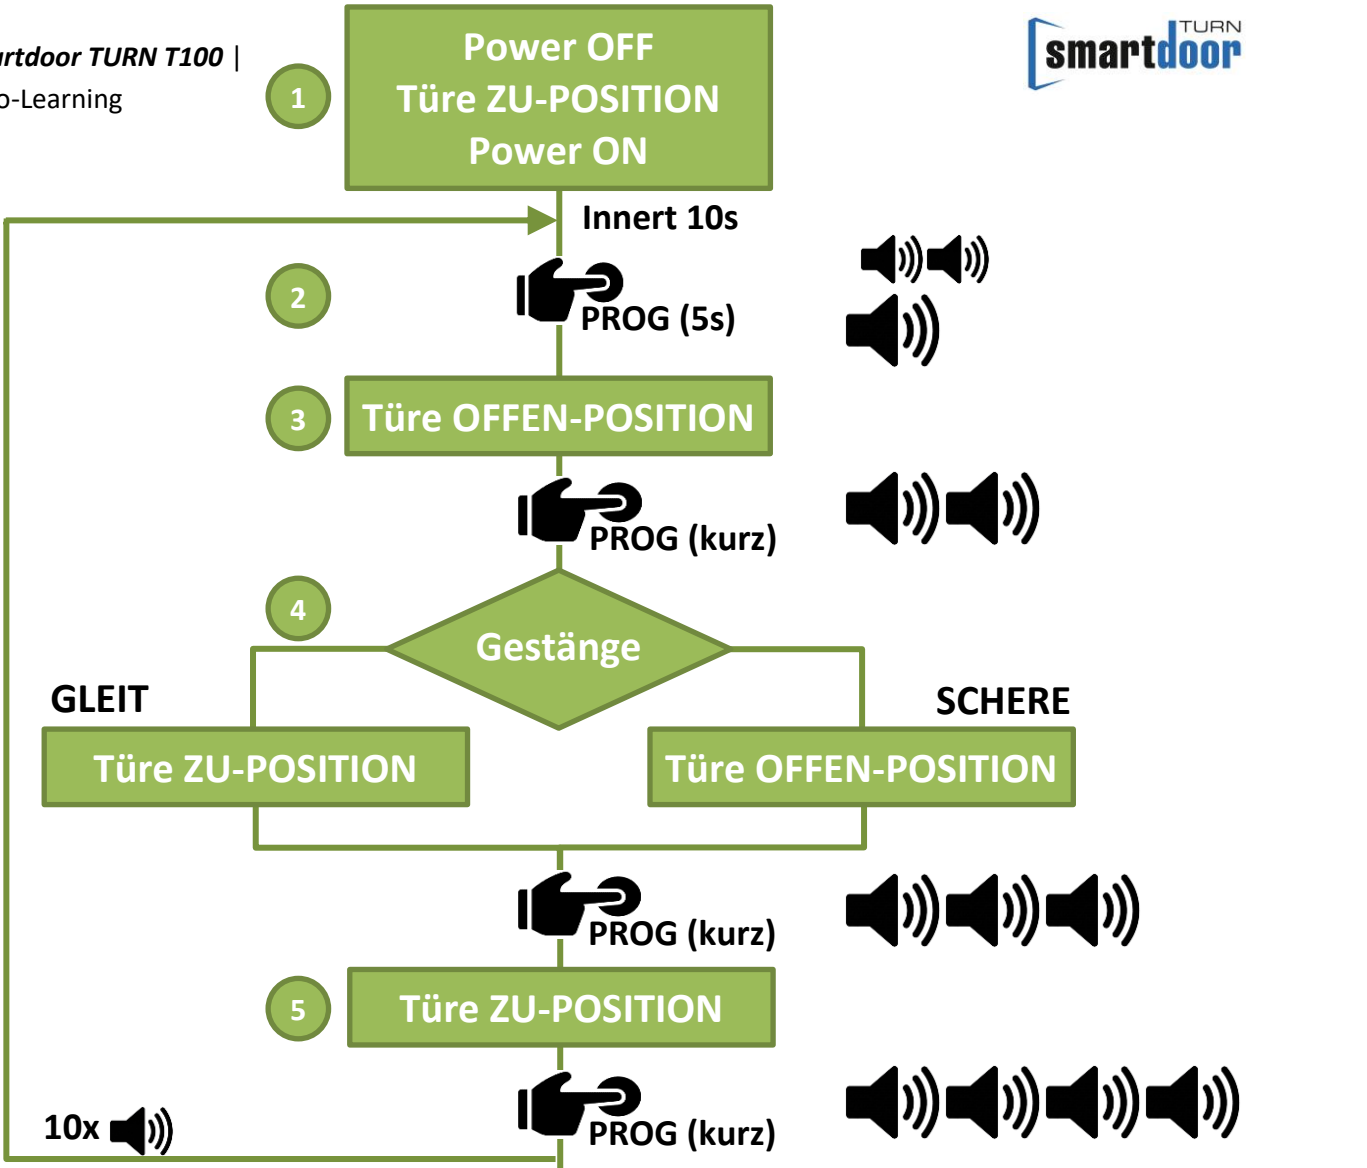 TURN
smartdoor
TURN T100 |
1
Power OFF
Türe ZU-POSITION
Power ON
Innert 10s
2
PROG (5s)
3
Türe OFFEN-POSITION
PROG (kurz)
4
Gestänge
GLEIT
SCHERE
Türe ZU-POSITION
Türe OFFEN-POSITION
PROG (kurz)
5
Türe ZU-POSITION
10x
PROG (kurz)